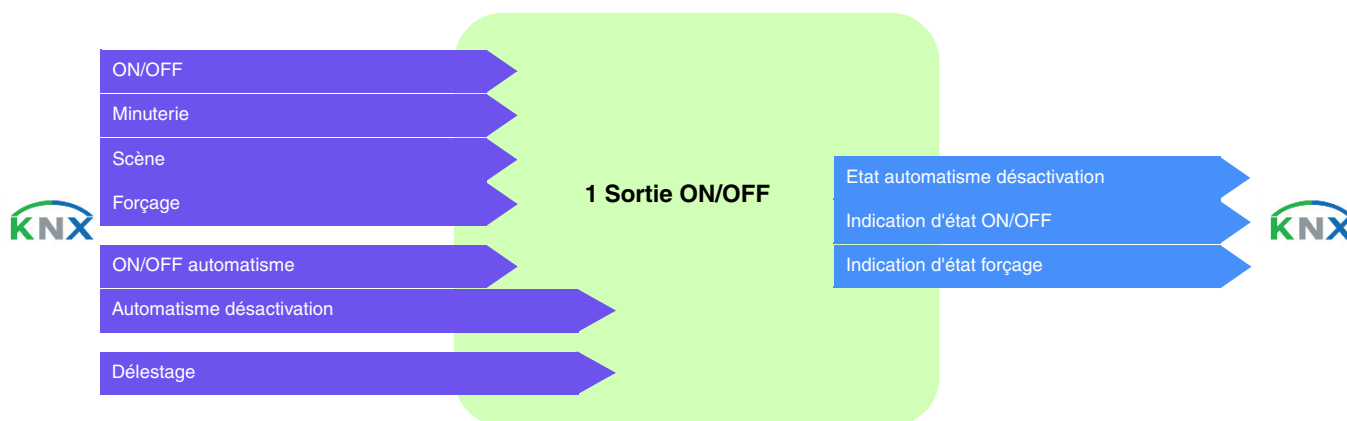 ON/OFF
Minuterie
Scène
Forçage
ON/OFF automatisme
Automatisme désactivation
Délestage
KNX
1 Sortie ON/OFF
Etat automatisme désactivation
Indication d'état ON/OFF
Indication d'état forçage
KNX